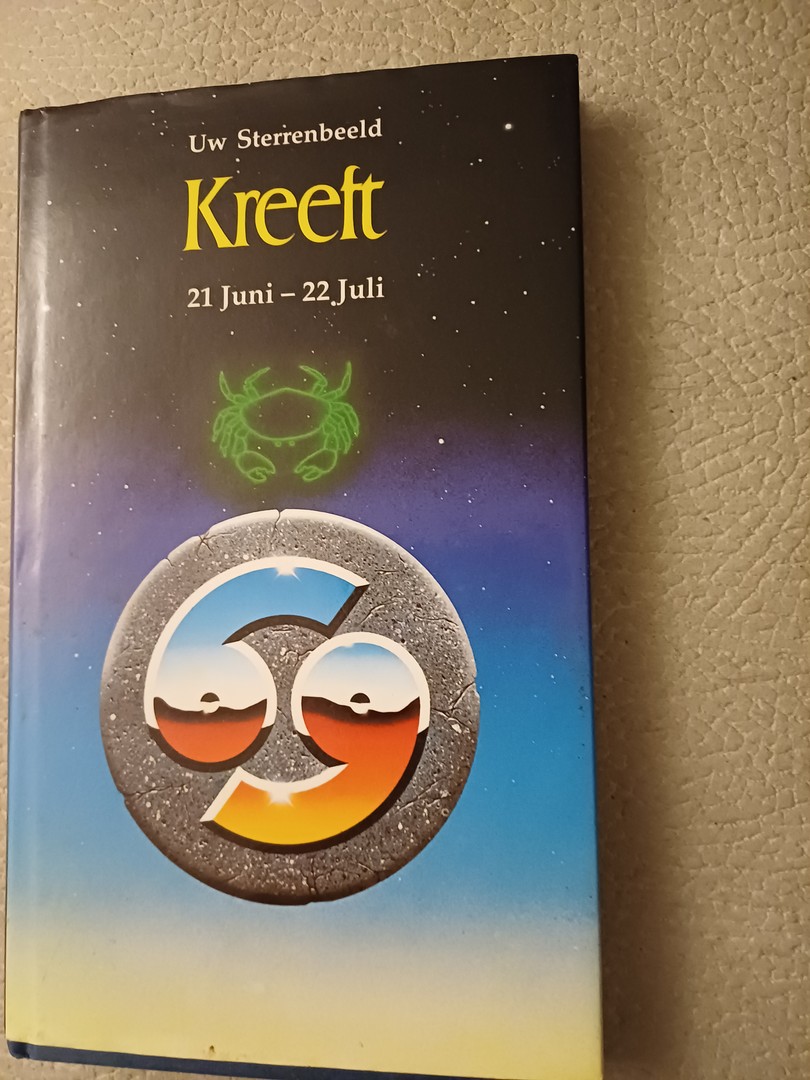 Uw Sterrenbeeld
Kreeft
21 Juni – 22 Juli